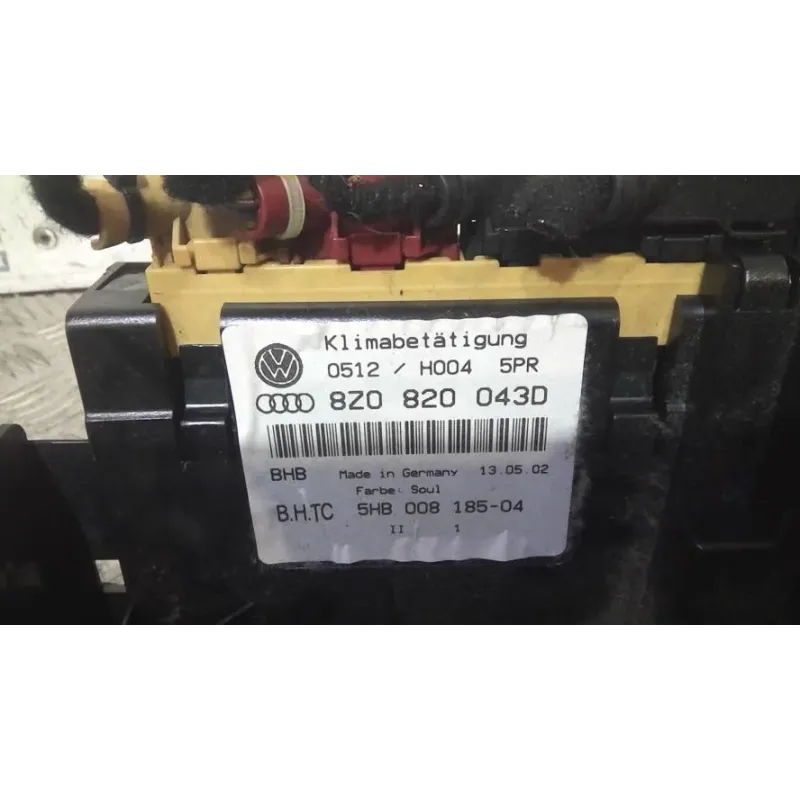 Klimabetätigung
0512 / H004 5PR
8Z0 820 043D
BHB Made in Germany 13.05.02
Farbe: Soul
B.H.TC 5HB 008 185-04
II 1